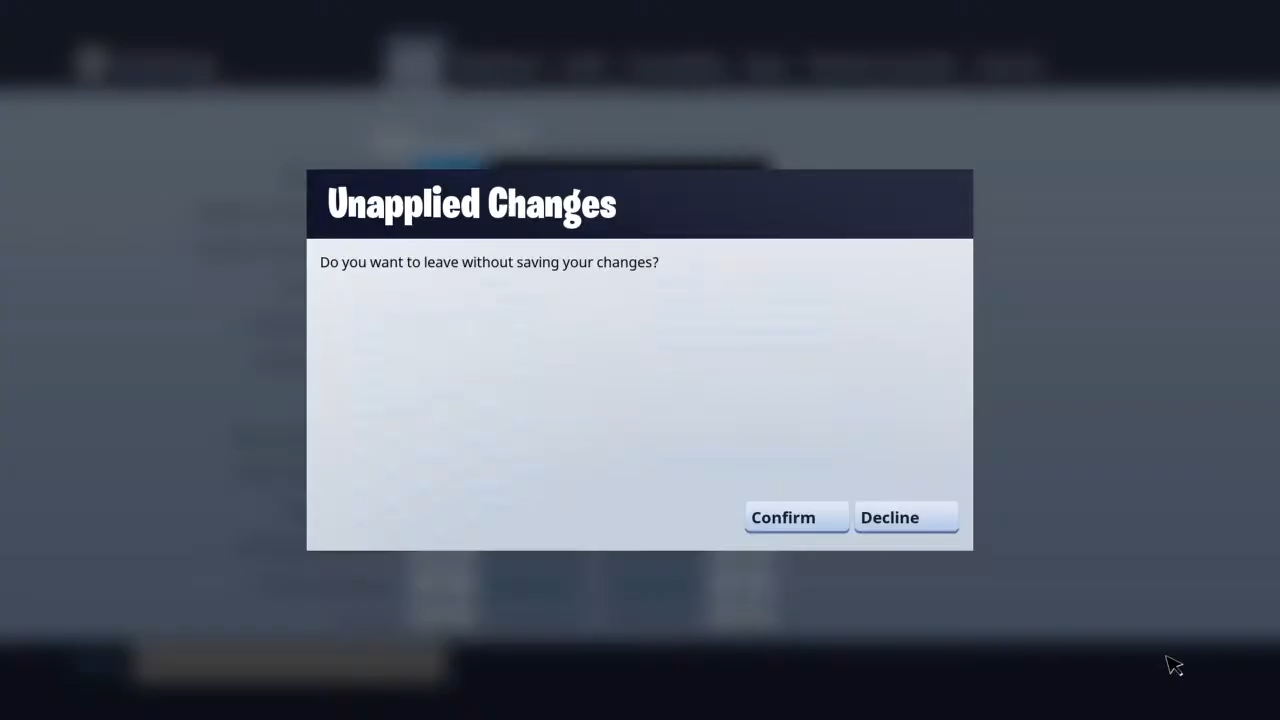 Unapplied Changes
Do you want to leave without saving your changes?
Confirm Decline